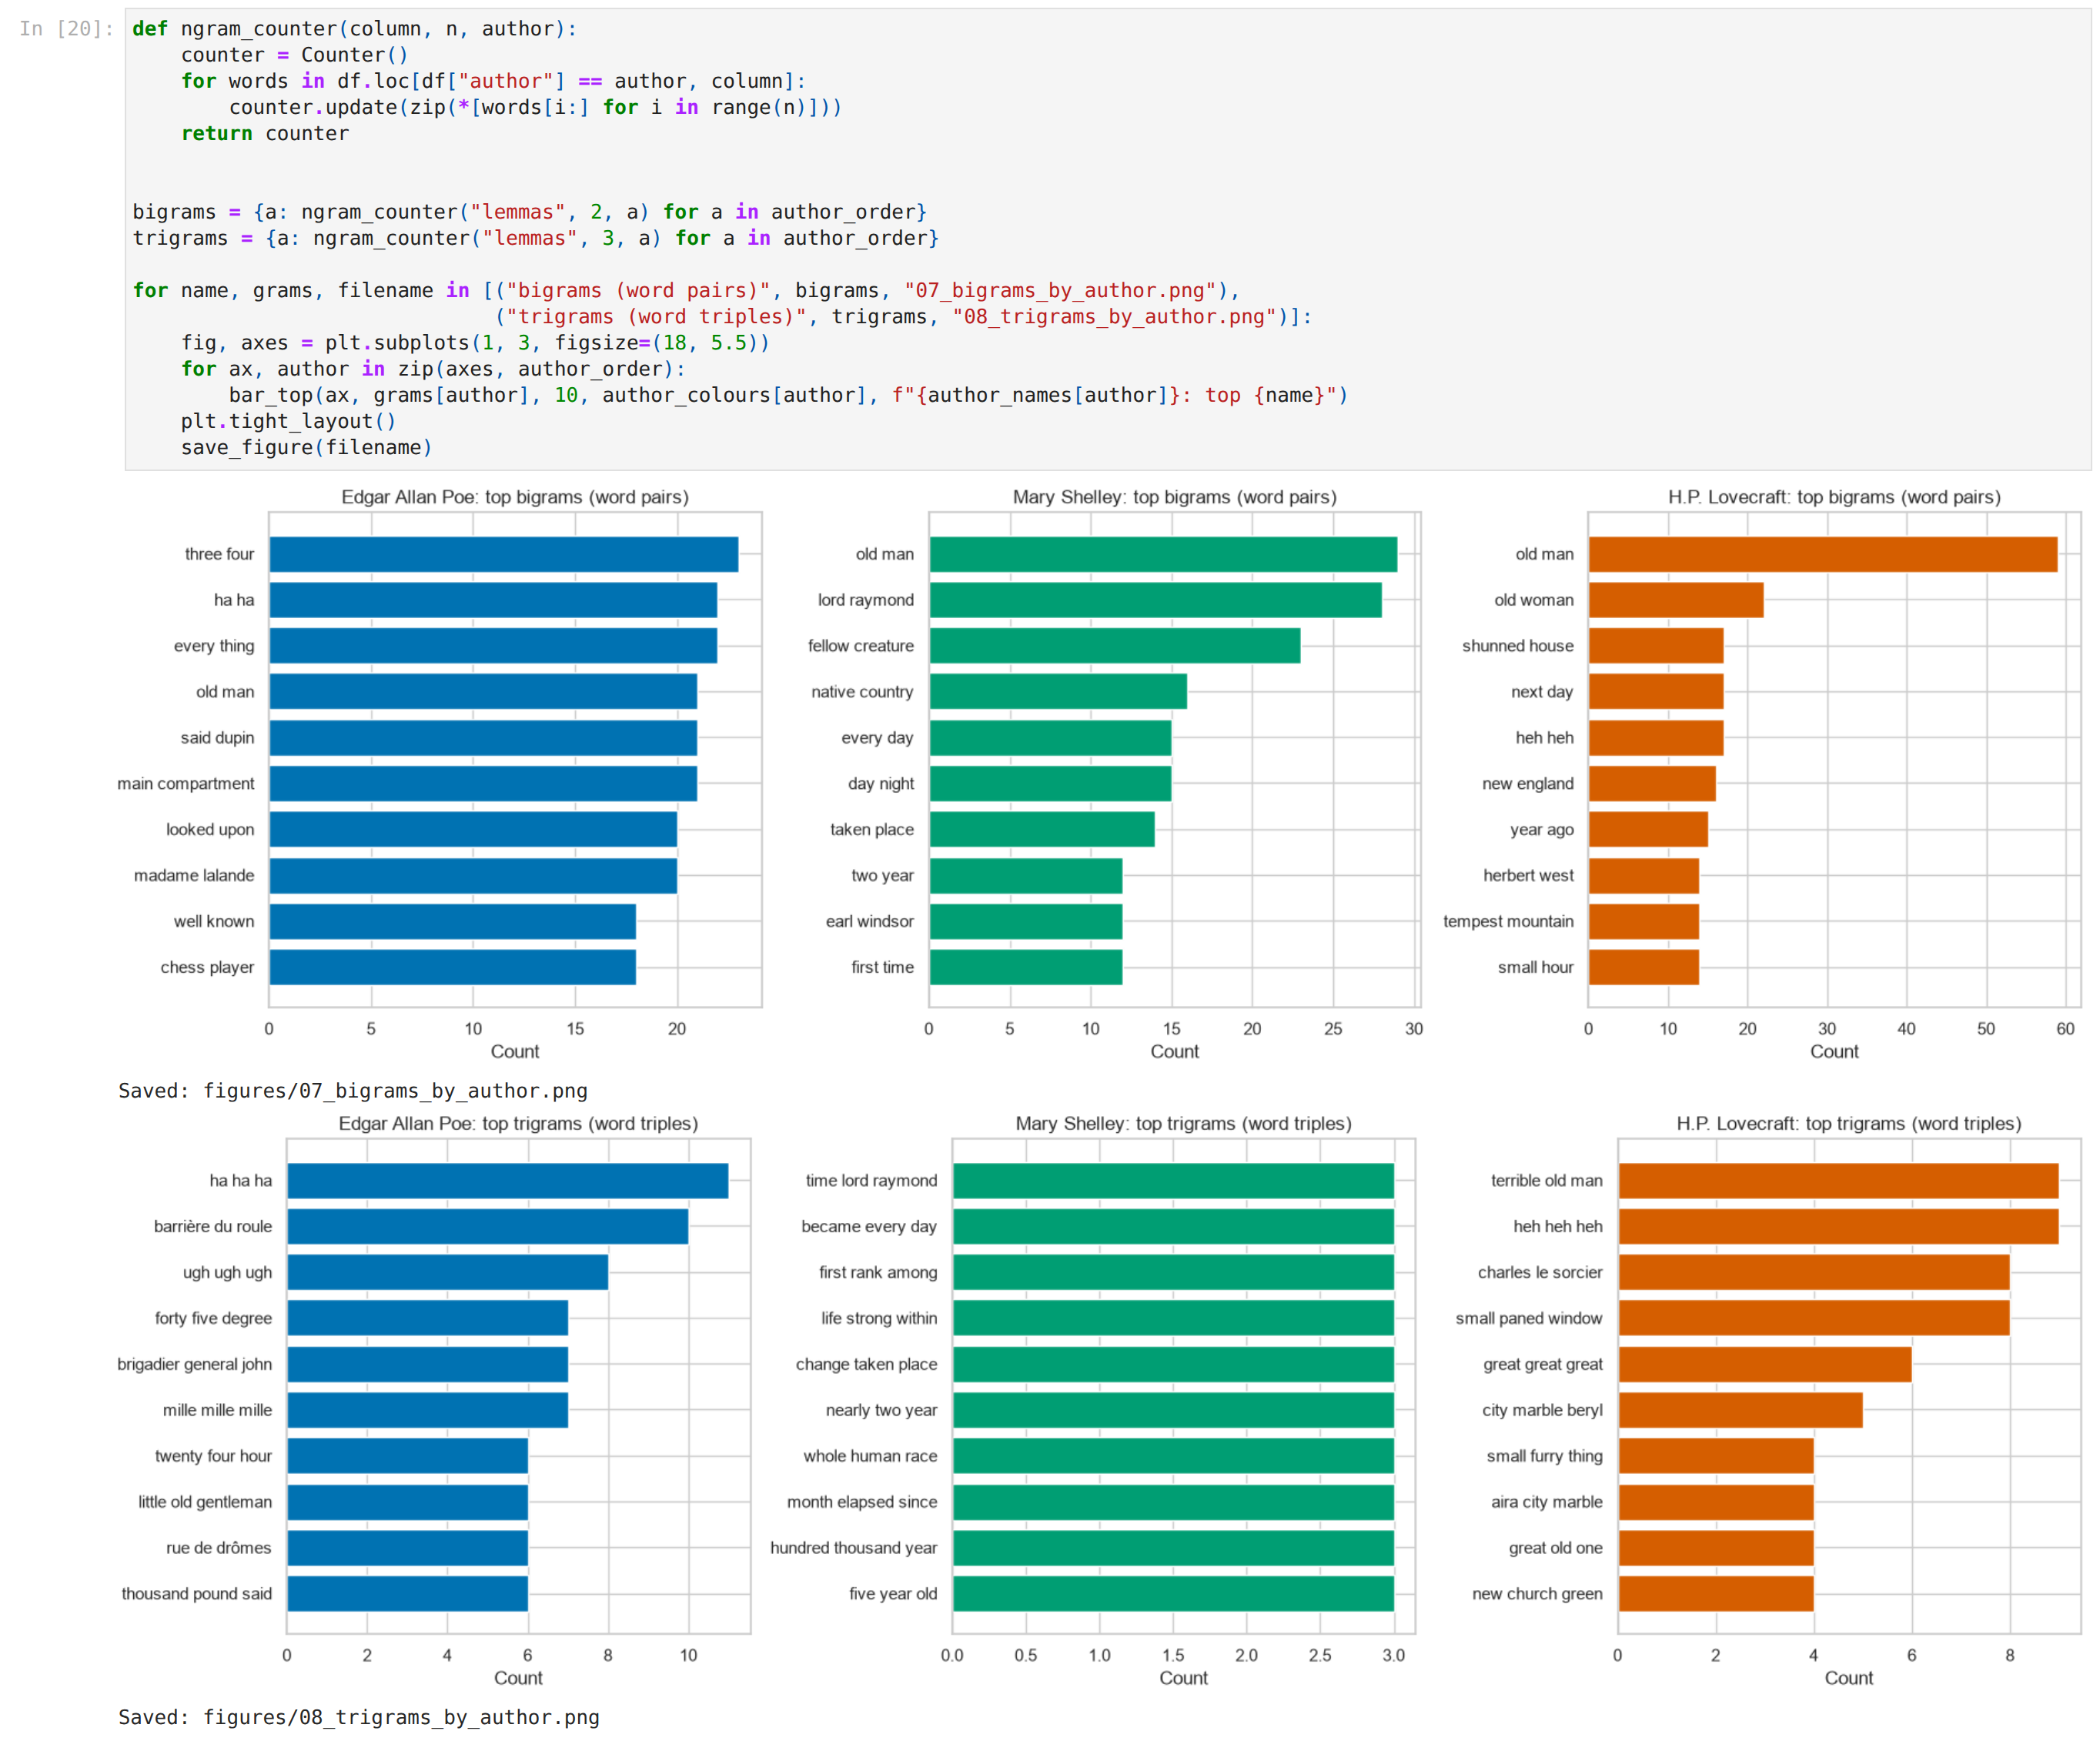 In [20]:
def ngram_counter(column, n, author):
    counter = Counter()
    for words in df.loc[df["author"] == author, column]:
        counter.update(zip(*[words[i:] for i in range(n)]))
    return counter
bigrams = {a: ngram_counter("lemmas", 2, a) for a in author_order}
trigrams = {a: ngram_counter("lemmas", 3, a) for a in author_order}
for name, grams, filename in [("bigrams (word pairs)", bigrams, "07_bigrams_by_author.png"),
                              ("trigrams (word triples)", trigrams, "08_trigrams_by_author.png")]:
    fig, axes = plt.subplots(1, 3, figsize=(18, 5.5))
    for ax, author in zip(axes, author_order):
        bar_top(ax, grams[author], 10, author_colours[author], f"{author_names[author]}: top {name}")
    plt.tight_layout()
    save_figure(filename)
Edgar Allan Poe: top bigrams (word pairs)
three four
ha ha
every thing
old man
said dupin
main compartment
looked upon
madame lalande
well known
chess player
0 5 10 15 20
Count
Mary Shelley: top bigrams (word pairs)
old man
lord raymond
fellow creature
native country
every day
day night
taken place
two year
earl windsor
first time
0 5 10 15 20 25 30
Count
H.P. Lovecraft: top bigrams (word pairs)
old man
old woman
shunned house
next day
heh heh
new england
year ago
herbert west
tempest mountain
small hour
0 10 20 30 40 50 60
Count
Saved: figures/07_bigrams_by_author.png
Edgar Allan Poe: top trigrams (word triples)
ha ha ha
barrière du roule
ugh ugh ugh
forty five degree
brigadier general john
mille mille mille
twenty four hour
little old gentleman
rue de drômes
thousand pound said
0 2 4 6 8 10
Count
Mary Shelley: top trigrams (word triples)
time lord raymond
became every day
first rank among
life strong within
change taken place
nearly two year
whole human race
month elapsed since
hundred thousand year
five year old
0.0 0.5 1.0 1.5 2.0 2.5 3.0
Count
H.P. Lovecraft: top trigrams (word triples)
terrible old man
heh heh heh
charles le sorcier
small paned window
great great great
city marble beryl
small furry thing
aira city marble
great old one
new church green
0 2 4 6 8
Count
Saved: figures/08_trigrams_by_author.png